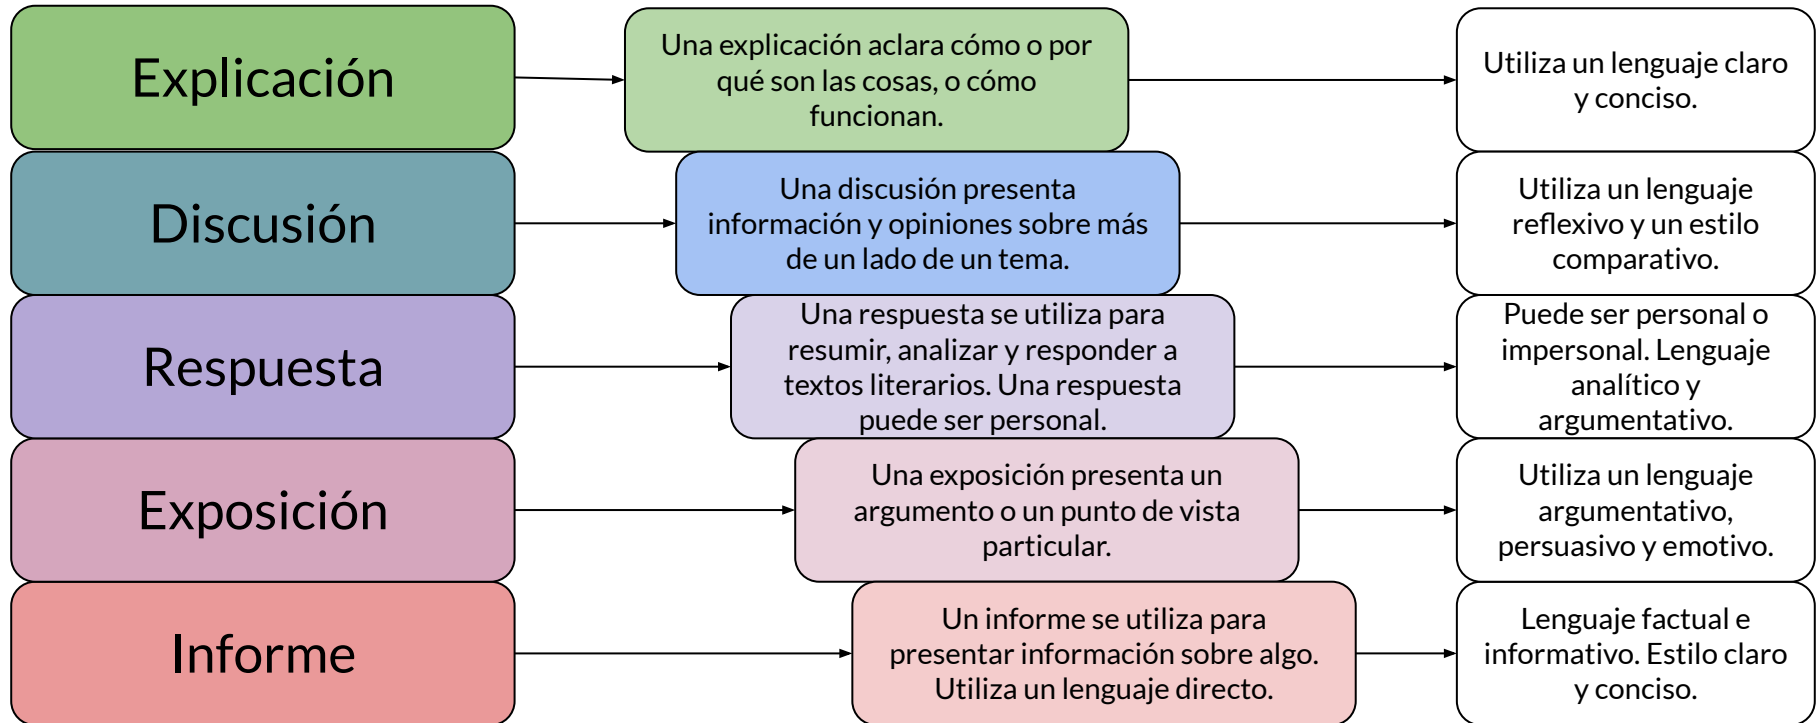 Explicación
Una explicación aclara cómo o por
qué son las cosas, o cómo
funcionan.
Utiliza un lenguaje claro
y conciso.
Discusión
Una discusión presenta
información y opiniones sobre más
de un lado de un tema.
Utiliza un lenguaje
reflexivo y un estilo
comparativo.
Respuesta
Una respuesta se utiliza para
resumir, analizar y responder a
textos literarios. Una respuesta
puede ser personal.
Puede ser personal o
impersonal. Lenguaje
analítico y
argumentativo.
Exposición
Una exposición presenta un
argumento o un punto de vista
particular.
Utiliza un lenguaje
argumentativo,
persuasivo y emotivo.
Informe
Un informe se utiliza para
presentar información sobre algo.
Utiliza un lenguaje directo.
Lenguaje factual e
informativo. Estilo claro
y conciso.